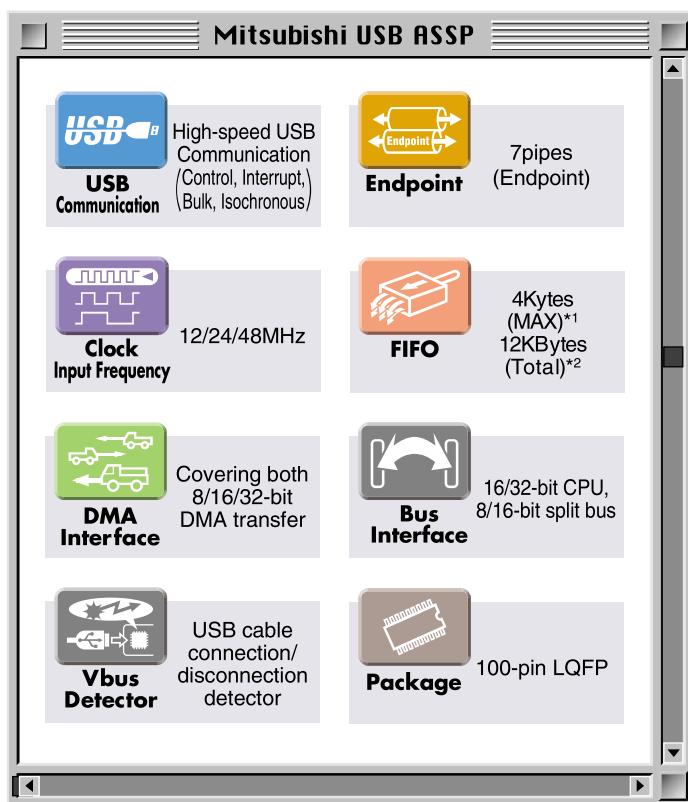 Mitsubishi USB ASSP
USB
USB
Communication
High-speed USB
Communication
(Control, Interrupt,)
(Bulk, Isochronous)
Endpoint
Endpoint
7pipes
(Endpoint)
Clock
Input Frequency
12/24/48MHz
FIFO
4Kytes
(MAX)*1
12KBytes
(Total)*2
DMA
Interface
Covering both
8/16/32-bit
DMA transfer
Bus
Interface
16/32-bit CPU,
8/16-bit split bus
Vbus
Detector
USB cable
connection/
disconnection
detector
Package
100-pin LQFP